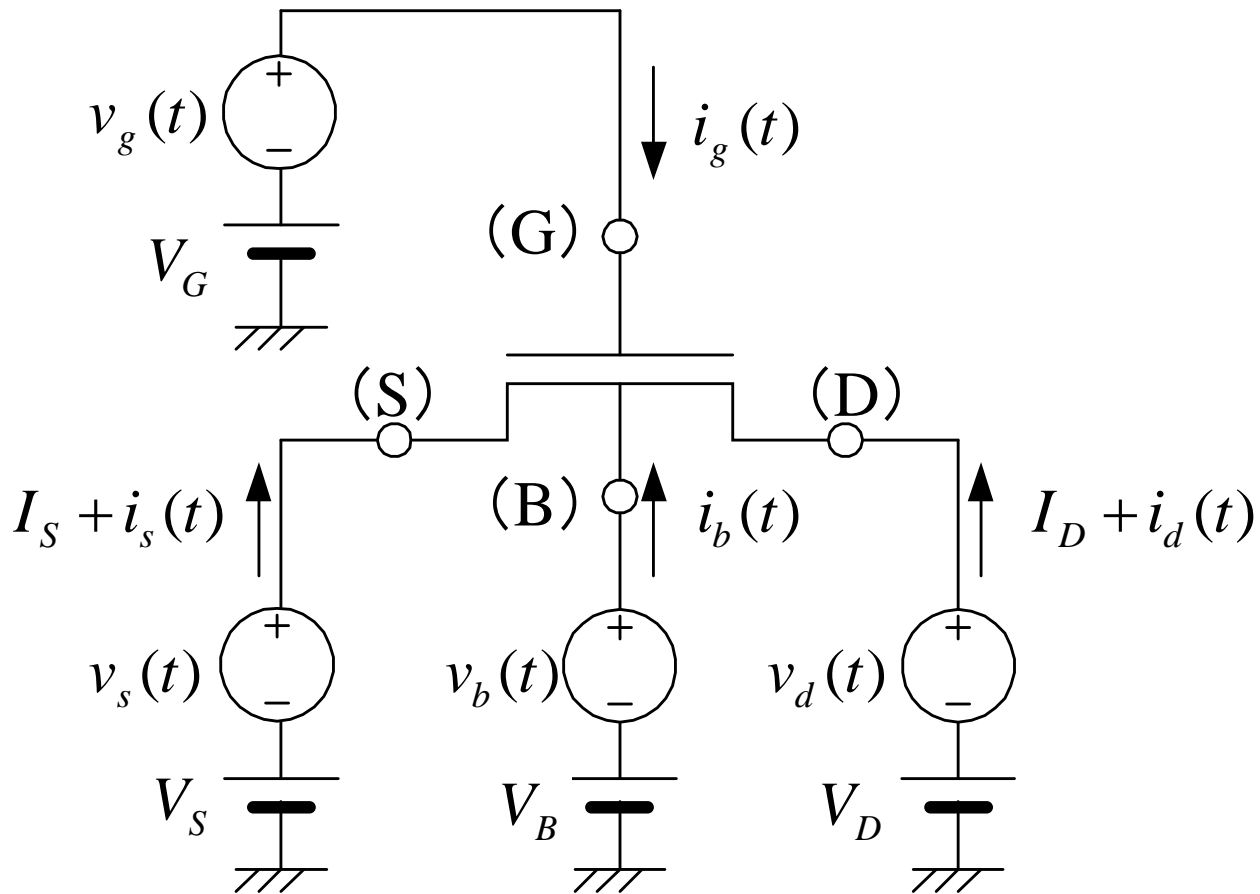 +
v_g(t)
i_g(t)
−
(G)
V_G
(S)
(D)
(B)
I_S + i_s(t)
i_b(t)
I_D + i_d(t)
+
+
+
v_s(t)
v_b(t)
v_d(t)
−
−
−
V_S
V_B
V_D